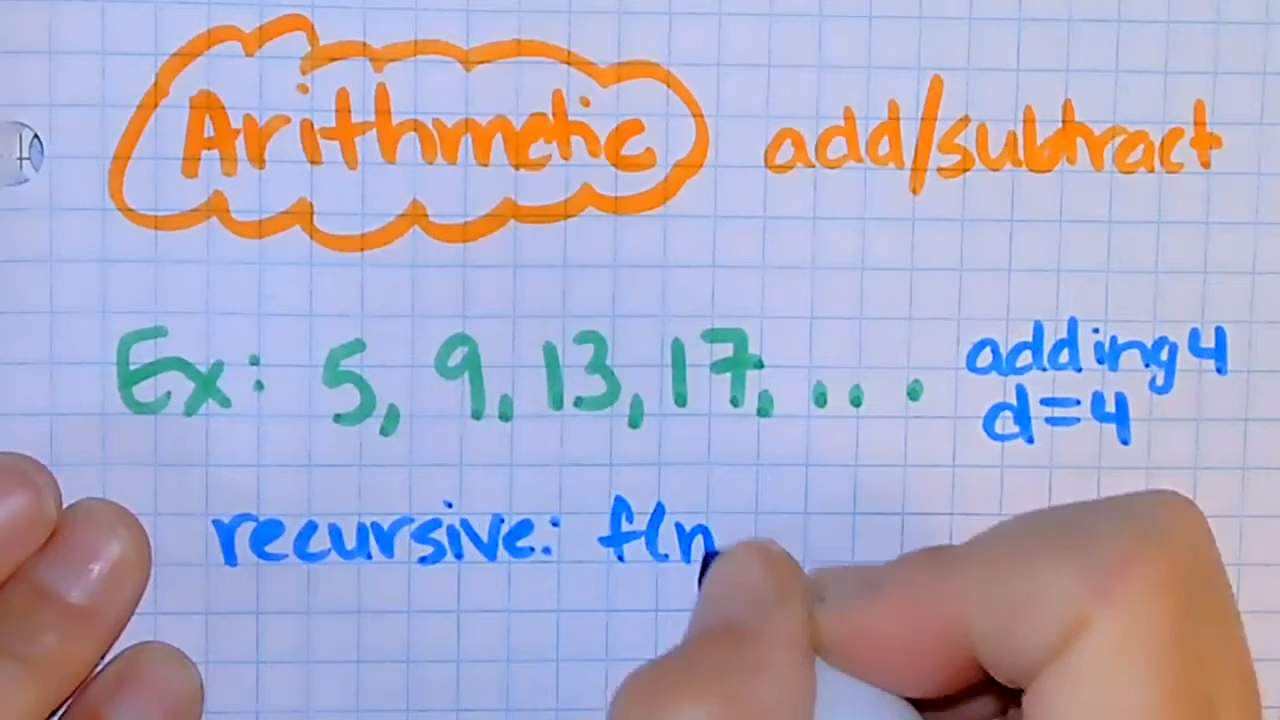 Arithmetic add/subtract
Ex: 5, 9, 13, 17, ... adding 4
d=4
recursive: f(n